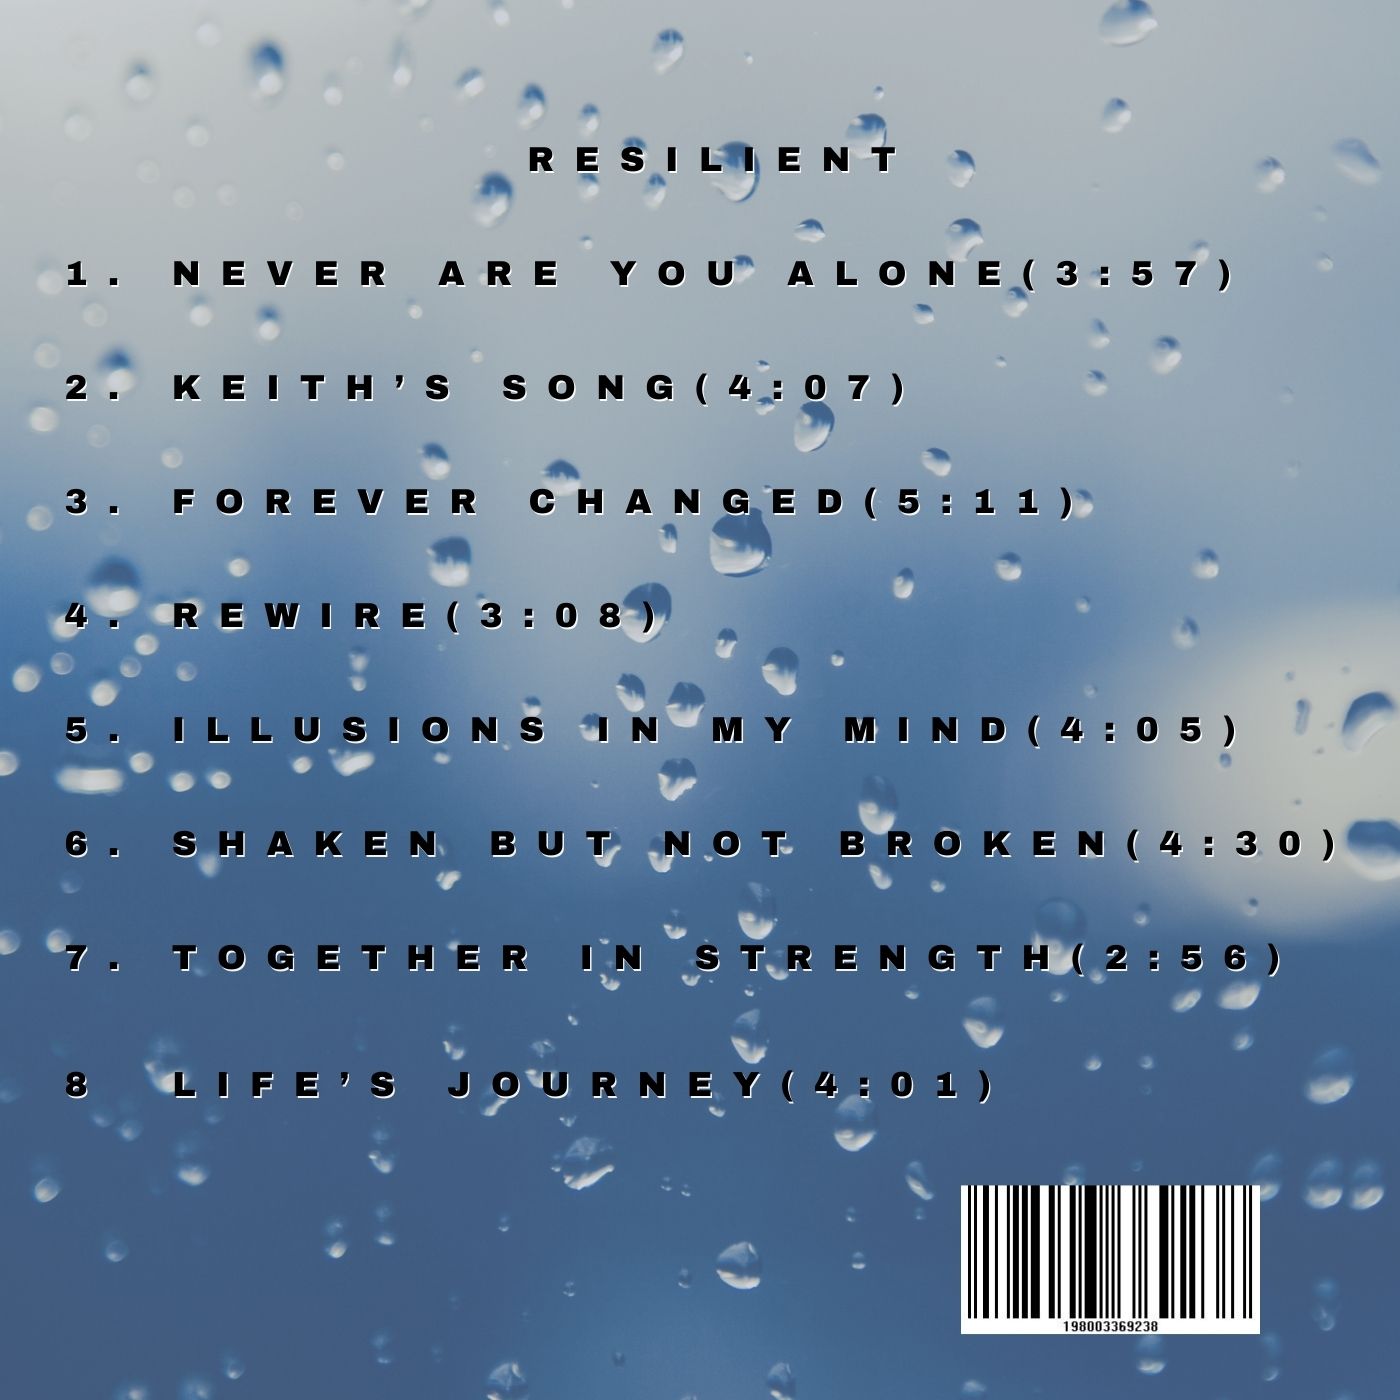 RESILIENT
1. NEVER ARE YOU ALONE(3:57)
2. KEITH’S SONG(4:07)
3. FOREVER CHANGED(5:11)
4. REWIRE(3:08)
5. ILLUSIONS IN MY MIND(4:05)
6. SHAKEN BUT NOT BROKEN(4:30)
7. TOGETHER IN STRENGTH(2:56)
8 LIFE’S JOURNEY(4:01)
198003369238